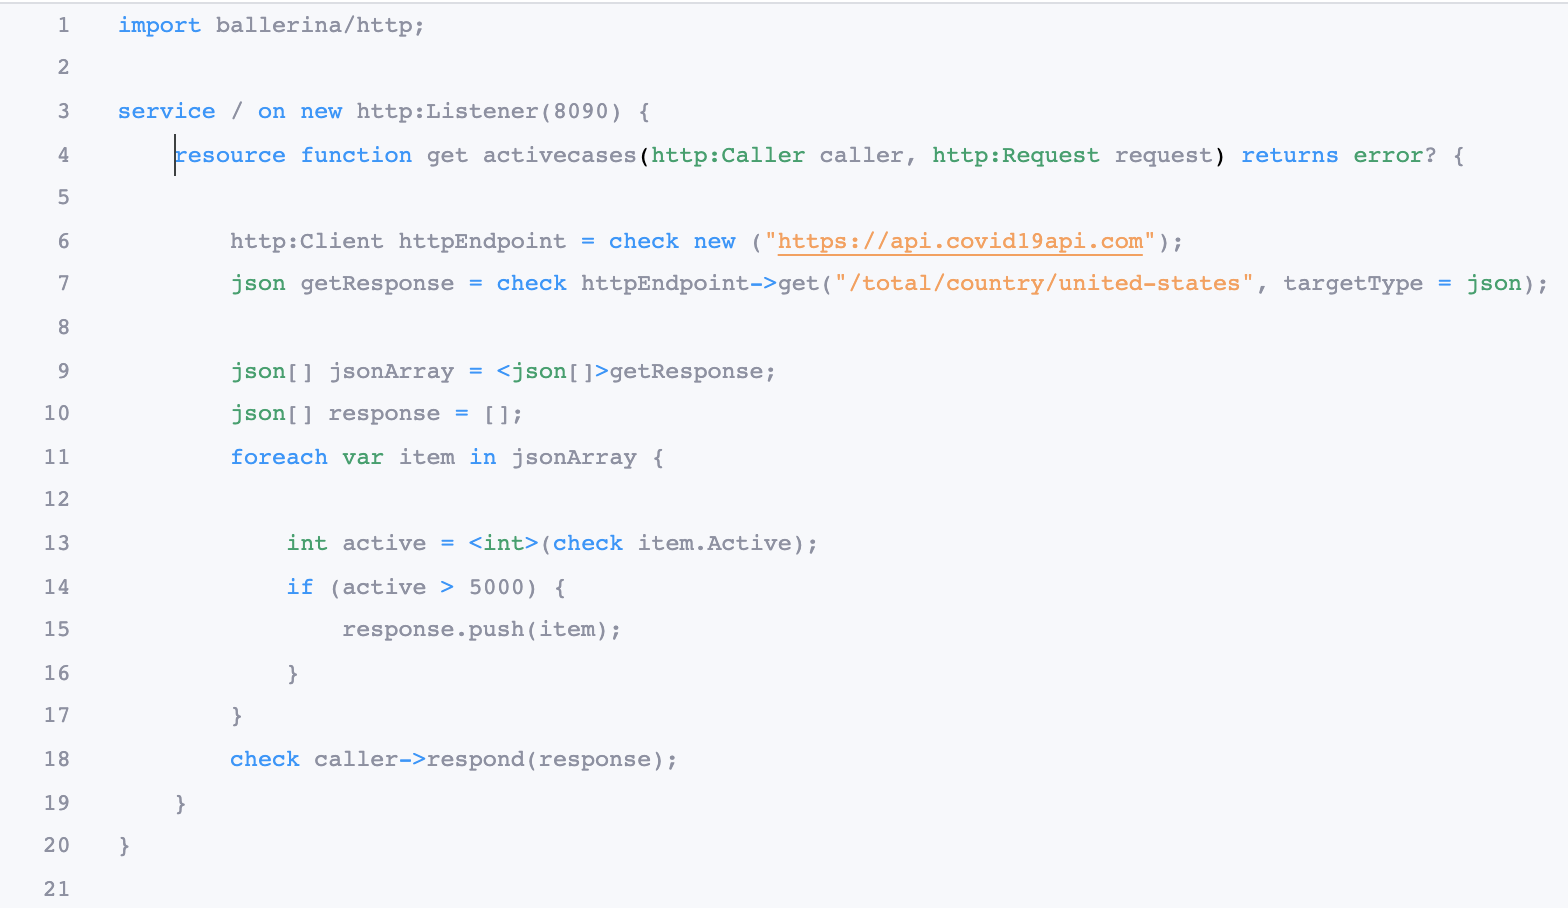 1 import ballerina/http;
2
3 service / on new http:Listener(8090) {
4 resource function get activecases(http:Caller caller, http:Request request) returns error? {
5
6 http:Client httpEndpoint = check new ("https://api.covid19api.com");
7 json getResponse = check httpEndpoint->get("/total/country/united-states", targetType = json);
8
9 json[] jsonArray = <json[]>getResponse;
10 json[] response = [];
11 foreach var item in jsonArray {
12
13 int active = <int>(check item.Active);
14 if (active > 5000) {
15 response.push(item);
16 }
17 }
18 check caller->respond(response);
19 }
20 }
21